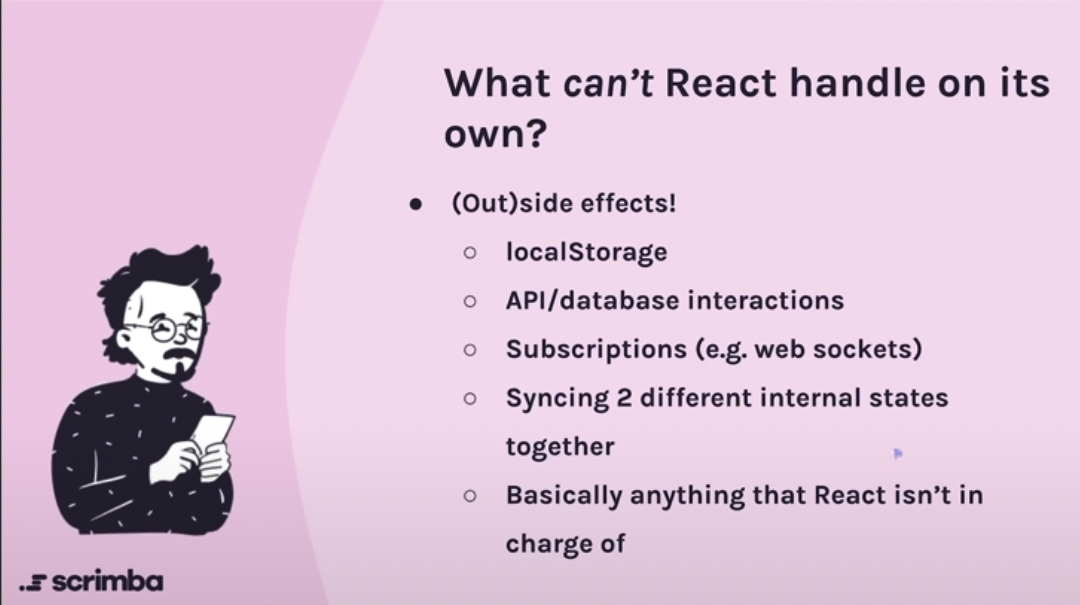 What can't React handle on its
own?
● (Out)side effects!
○ localStorage
○ API/database interactions
○ Subscriptions (e.g. web sockets)
○ Syncing 2 different internal states
together
○ Basically anything that React isn't in
charge of
scrimba